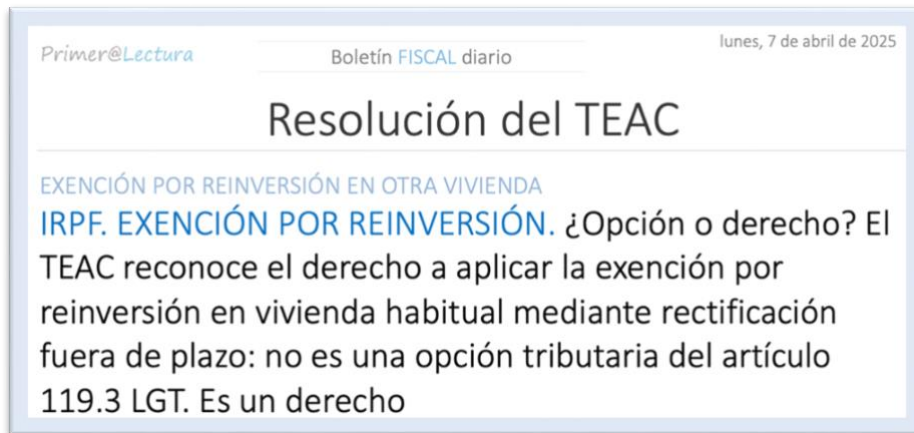 Primer@Lectura
Boletín FISCAL diario
lunes, 7 de abril de 2025
Resolución del TEAC
EXENCIÓN POR REINVERSIÓN EN OTRA VIVIENDA
IRPF. EXENCIÓN POR REINVERSIÓN. ¿Opción o derecho? El
TEAC reconoce el derecho a aplicar la exención por
reinversión en vivienda habitual mediante rectificación
fuera de plazo: no es una opción tributaria del artículo
119.3 LGT. Es un derecho